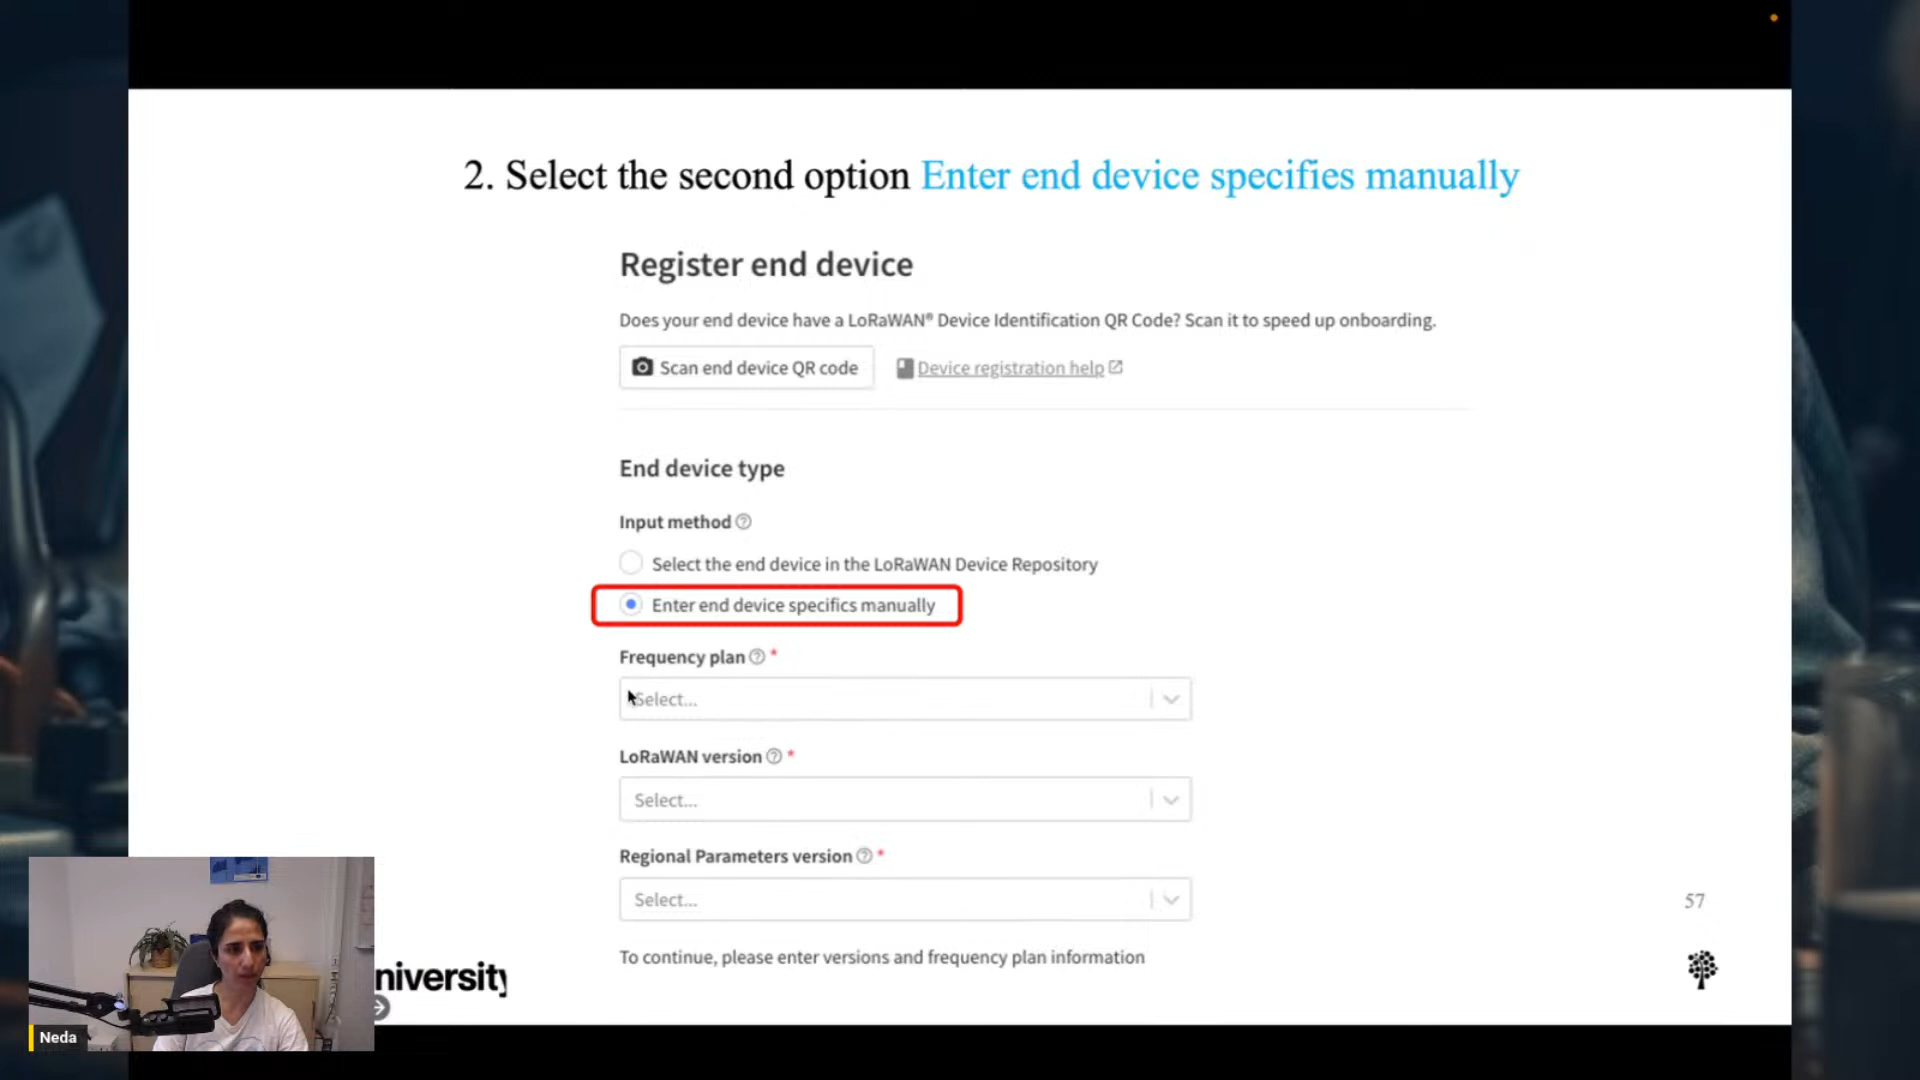 2. Select the second option Enter end device specifies manually
Register end device
Does your end device have a LoRaWAN® Device Identification QR Code? Scan it to speed up onboarding.
Scan end device QR code Device registration help
End device type
Input method
Select the end device in the LoRaWAN Device Repository
Enter end device specifics manually
Frequency plan *
Select...
LoRaWAN version *
Select...
Regional Parameters version *
Select...
57
To continue, please enter versions and frequency plan information
niversity
Neda